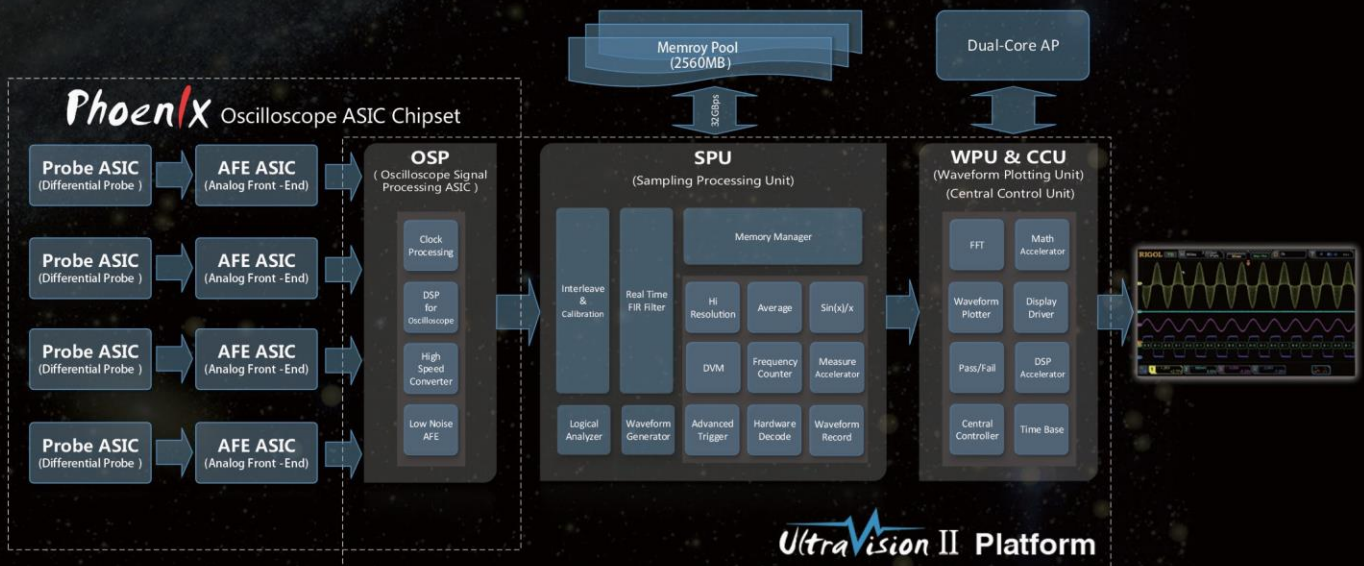 Memroy Pool
(2560MB)
Dual-Core AP
32GBps
Phoenix Oscilloscope ASIC Chipset
Probe ASIC
(Differential Probe )
AFE ASIC
(Analog Front -End)
Probe ASIC
(Differential Probe )
AFE ASIC
(Analog Front -End)
Probe ASIC
(Differential Probe )
AFE ASIC
(Analog Front -End)
Probe ASIC
(Differential Probe )
AFE ASIC
(Analog Front -End)
OSP
( Oscilloscope Signal
Processing ASIC )
Clock
Processing
DSP
for
Oscilloscope
High
Speed
Converter
Low Noise
AFE
SPU
(Sampling Processing Unit)
Interleave
&
Calibration
Real Time
FIR Filter
Memory Manager
Hi
Resolution
Average
Sin(x)/x
DVM
Frequency
Counter
Measure
Accelerator
Logical
Analyzer
Waveform
Generator
Advanced
Trigger
Hardware
Decode
Waveform
Record
WPU & CCU
(Waveform Plotting Unit)
(Central Control Unit)
FFT
Math
Accelerator
Waveform
Plotter
Display
Driver
Pass/Fail
DSP
Accelerator
Central
Controller
Time Base
RIGOL
UltraVision II Platform